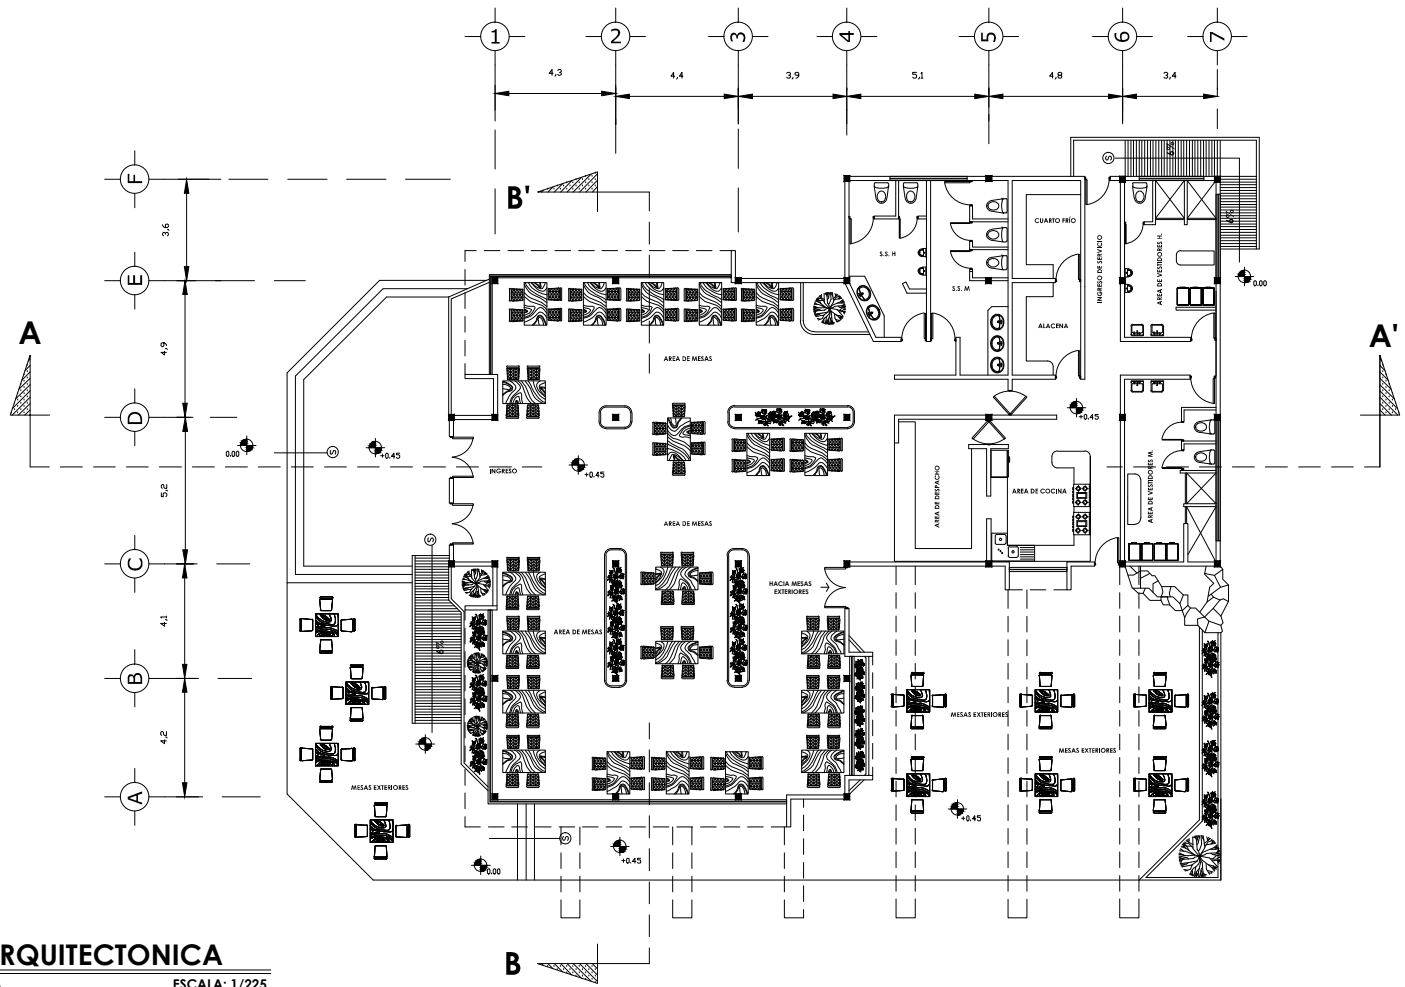 1
2
3
4
5
6
7
4,3
4,4
3,9
5,1
4,8
3,4
F
E
D
C
B
A
3,6
4,9
5,2
4,1
4,2
B'
A
A'
B
S
6%
6%
0.00
CUARTO FRÍO
INGRESO DE SERVICIO
AREA DE VESTIDORES H.
S.S. H
S.S. M
ALACENA
AREA DE MESAS
+0.45
0.00
S
+0.45
INGRESO
+0.45
AREA DE DESPACHO
AREA DE COCINA
AREA DE VESTIDORES M.
AREA DE MESAS
S
HACIA MESAS
EXTERIORES
AREA DE MESAS
6%
MESAS EXTERIORES
MESAS EXTERIORES
MESAS EXTERIORES
+0.45
S
+0.45
0.00
RQUITECTONICA
ESCALA: 1/225